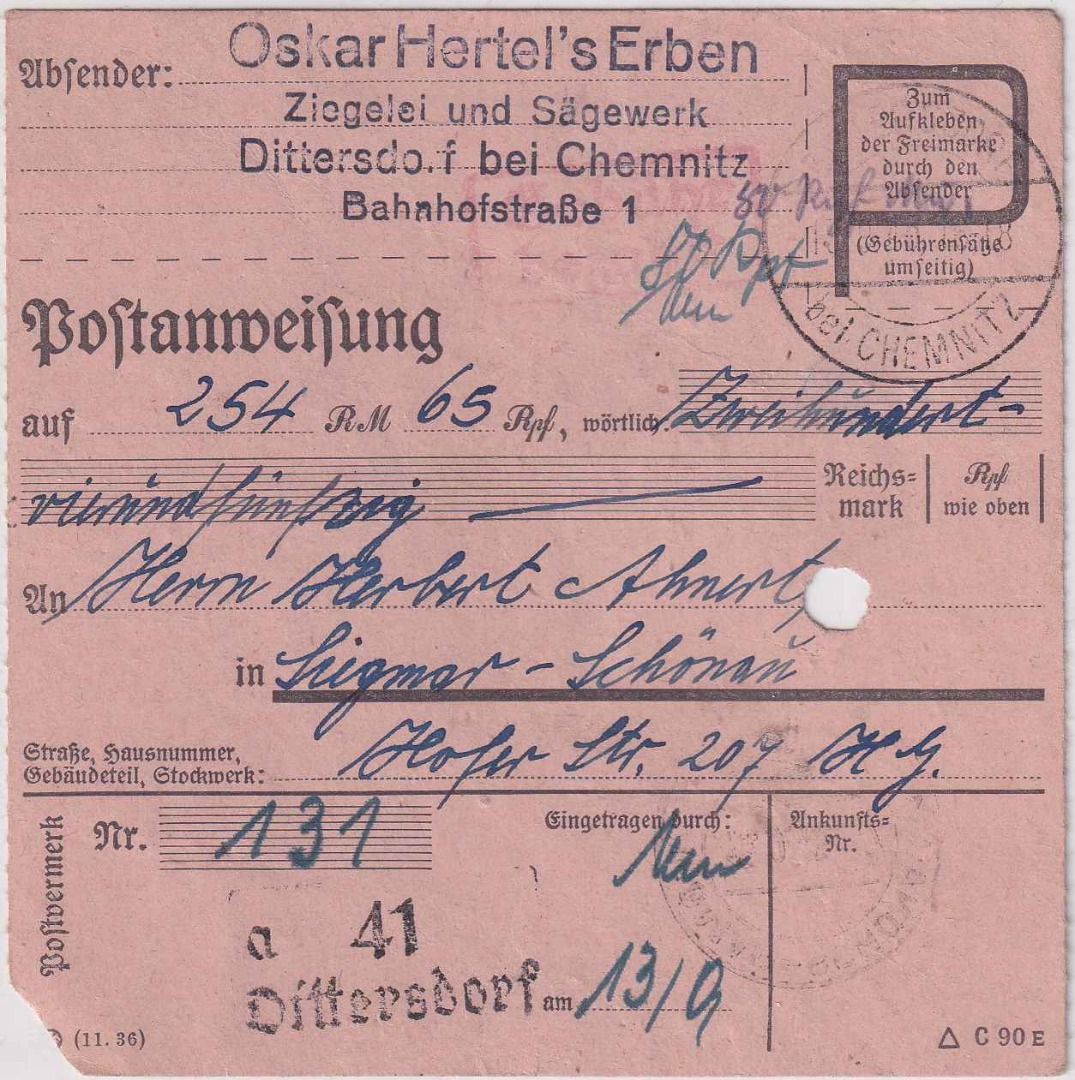 Absender:
Oskar Hertel's Erben
Ziegelei und Sägewerk
Dittersdorf bei Chemnitz
Bahnhofstraße 1
Zum
Aufkleben
der Freimarke
durch den
Absender
(Gebührensätze
umseitig)
Rpf
bei CHEMNITZ
Postanweisung
auf 254 RM 65 Rpf, wörtlich: Zweihundert-
vierundfünfzig — Reichs-
mark
Rpf
wie oben
An Herrn Herbert Ahnert,
in Siegmar-Schönau
Straße, Hausnummer,
Gebäudeteil, Stockwerk:
Hofer Str. 207 H.G.
Postvermerk
Nr. 131
Eingetragen durch:
Ankunfts-
Nr.
a 41
Dittersdorf am 13/9
(11. 36)
C 90 E